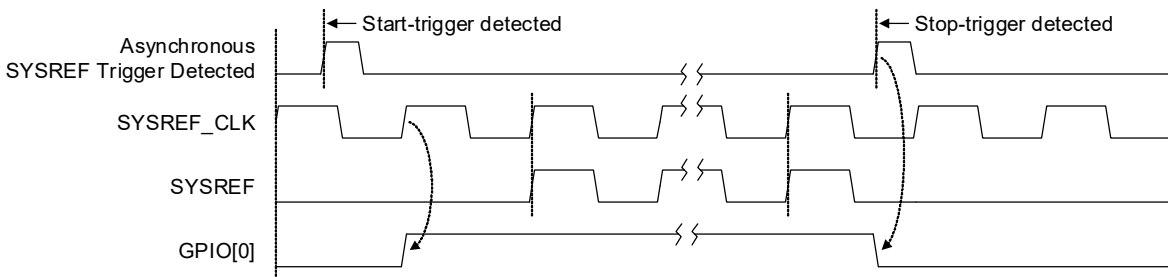 Start-trigger detected
Stop-trigger detected
Asynchronous
SYSREF Trigger Detected
SYSREF_CLK
SYSREF
GPIO[0]